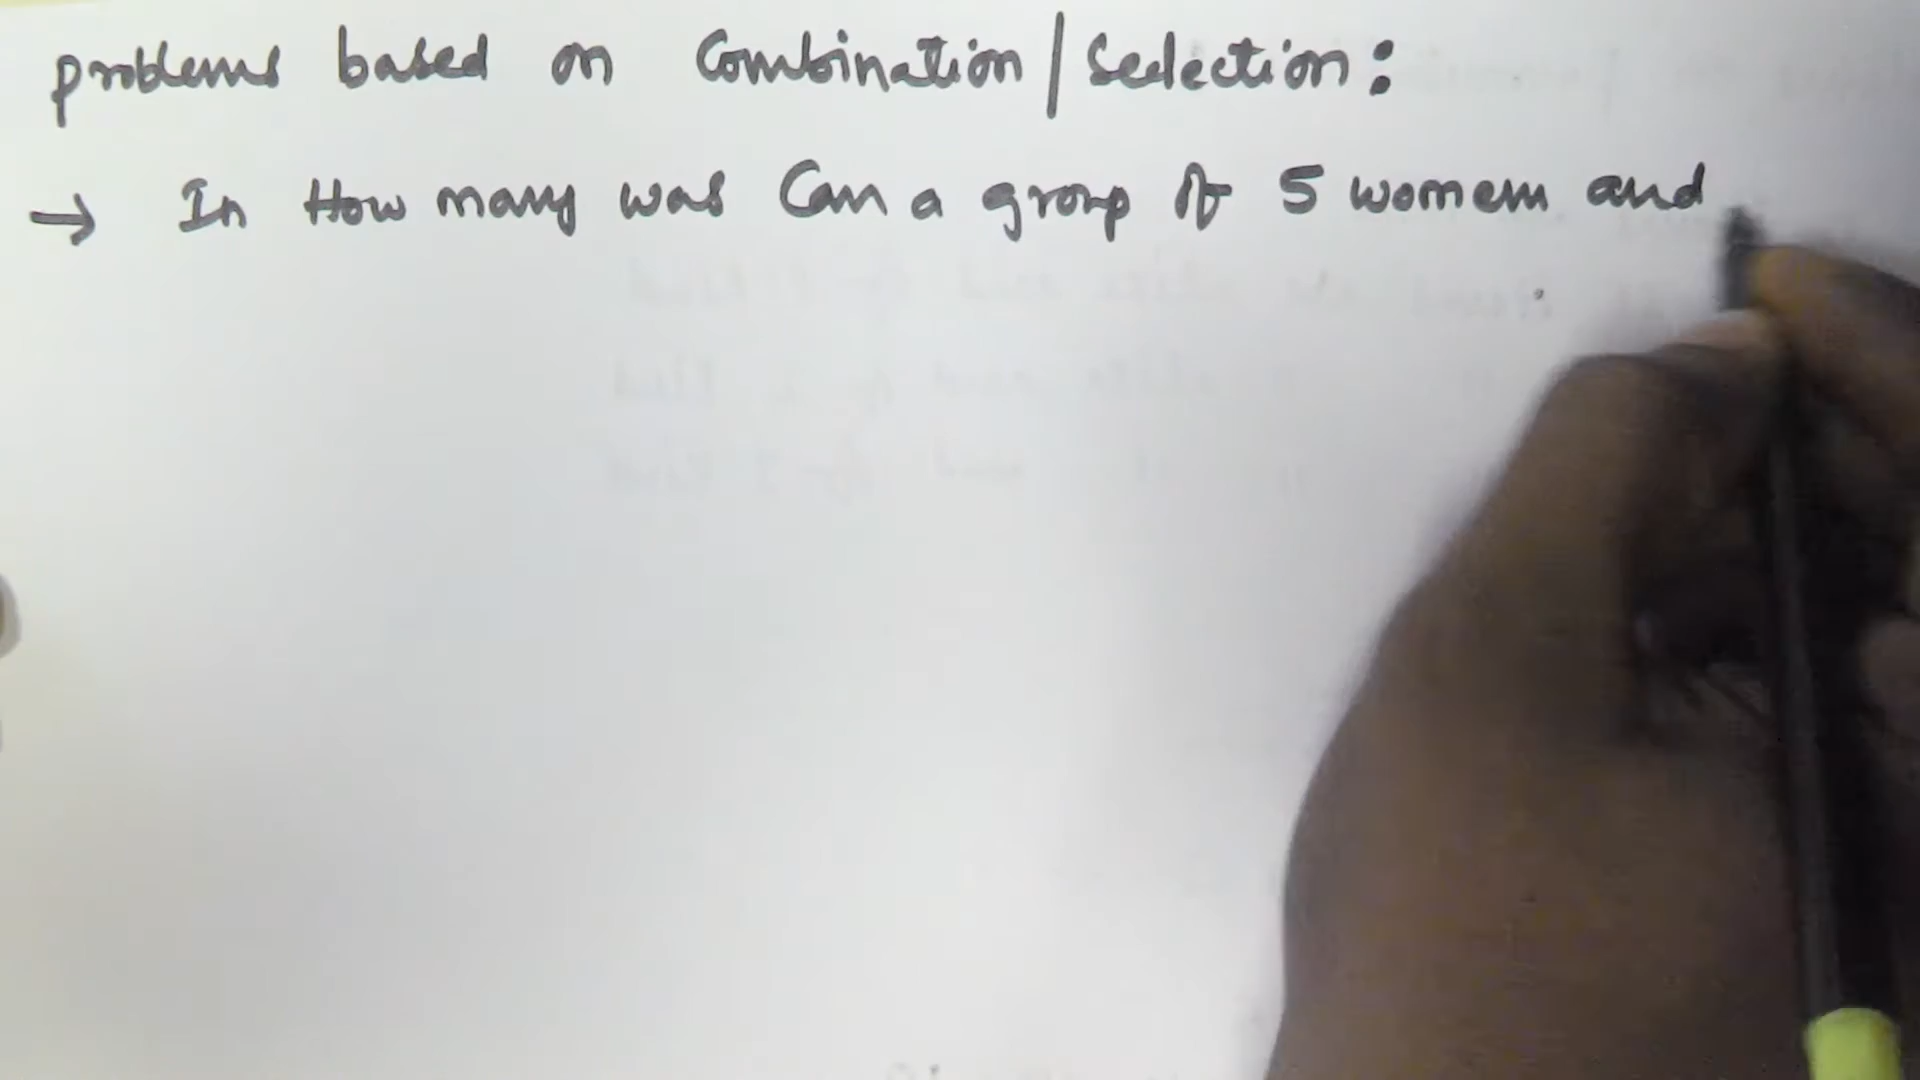 problems based on Combination/Selection:
→ In How many was Can a group of 5 women and